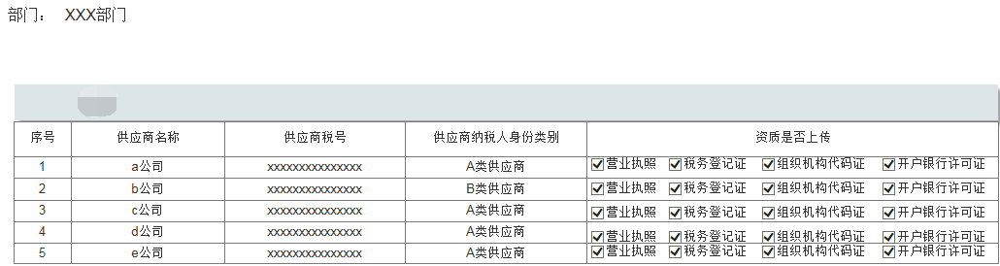 部门： XXX部门
序号 供应商名称 供应商税号 供应商纳税人身份类别 资质是否上传
1 a公司 xxxxxxxxxxxxxxx A类供应商 营业执照 税务登记证 组织机构代码证 开户银行许可证
2 b公司 xxxxxxxxxxxxxxx B类供应商 营业执照 税务登记证 组织机构代码证 开户银行许可证
3 c公司 xxxxxxxxxxxxxxx A类供应商 营业执照 税务登记证 组织机构代码证 开户银行许可证
4 d公司 xxxxxxxxxxxxxxx A类供应商 营业执照 税务登记证 组织机构代码证 开户银行许可证
5 e公司 xxxxxxxxxxxxxxx A类供应商 营业执照 税务登记证 组织机构代码证 开户银行许可证